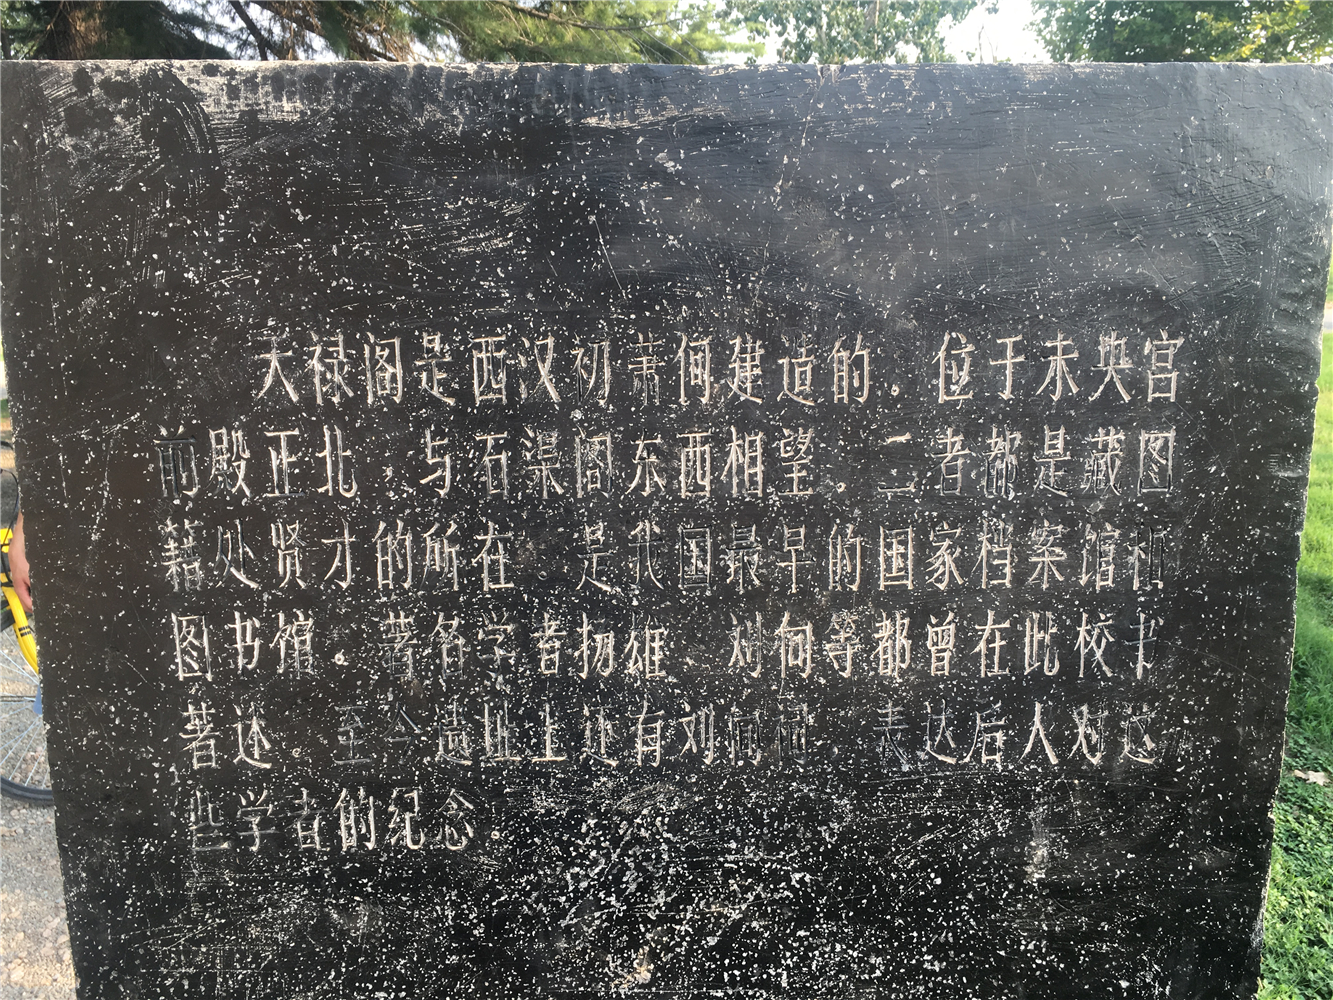 天禄阁是西汉初萧何建造的。位于未央宫
前殿正北。与石渠阁东西相望。二者都是藏图
籍处贤才的所在。是我国最早的国家档案馆和
图书馆。著名学者扬雄、刘向等都曾在此校书
著述。至今遗址上还有刘向祠 表达后人对这
些学者的纪念。